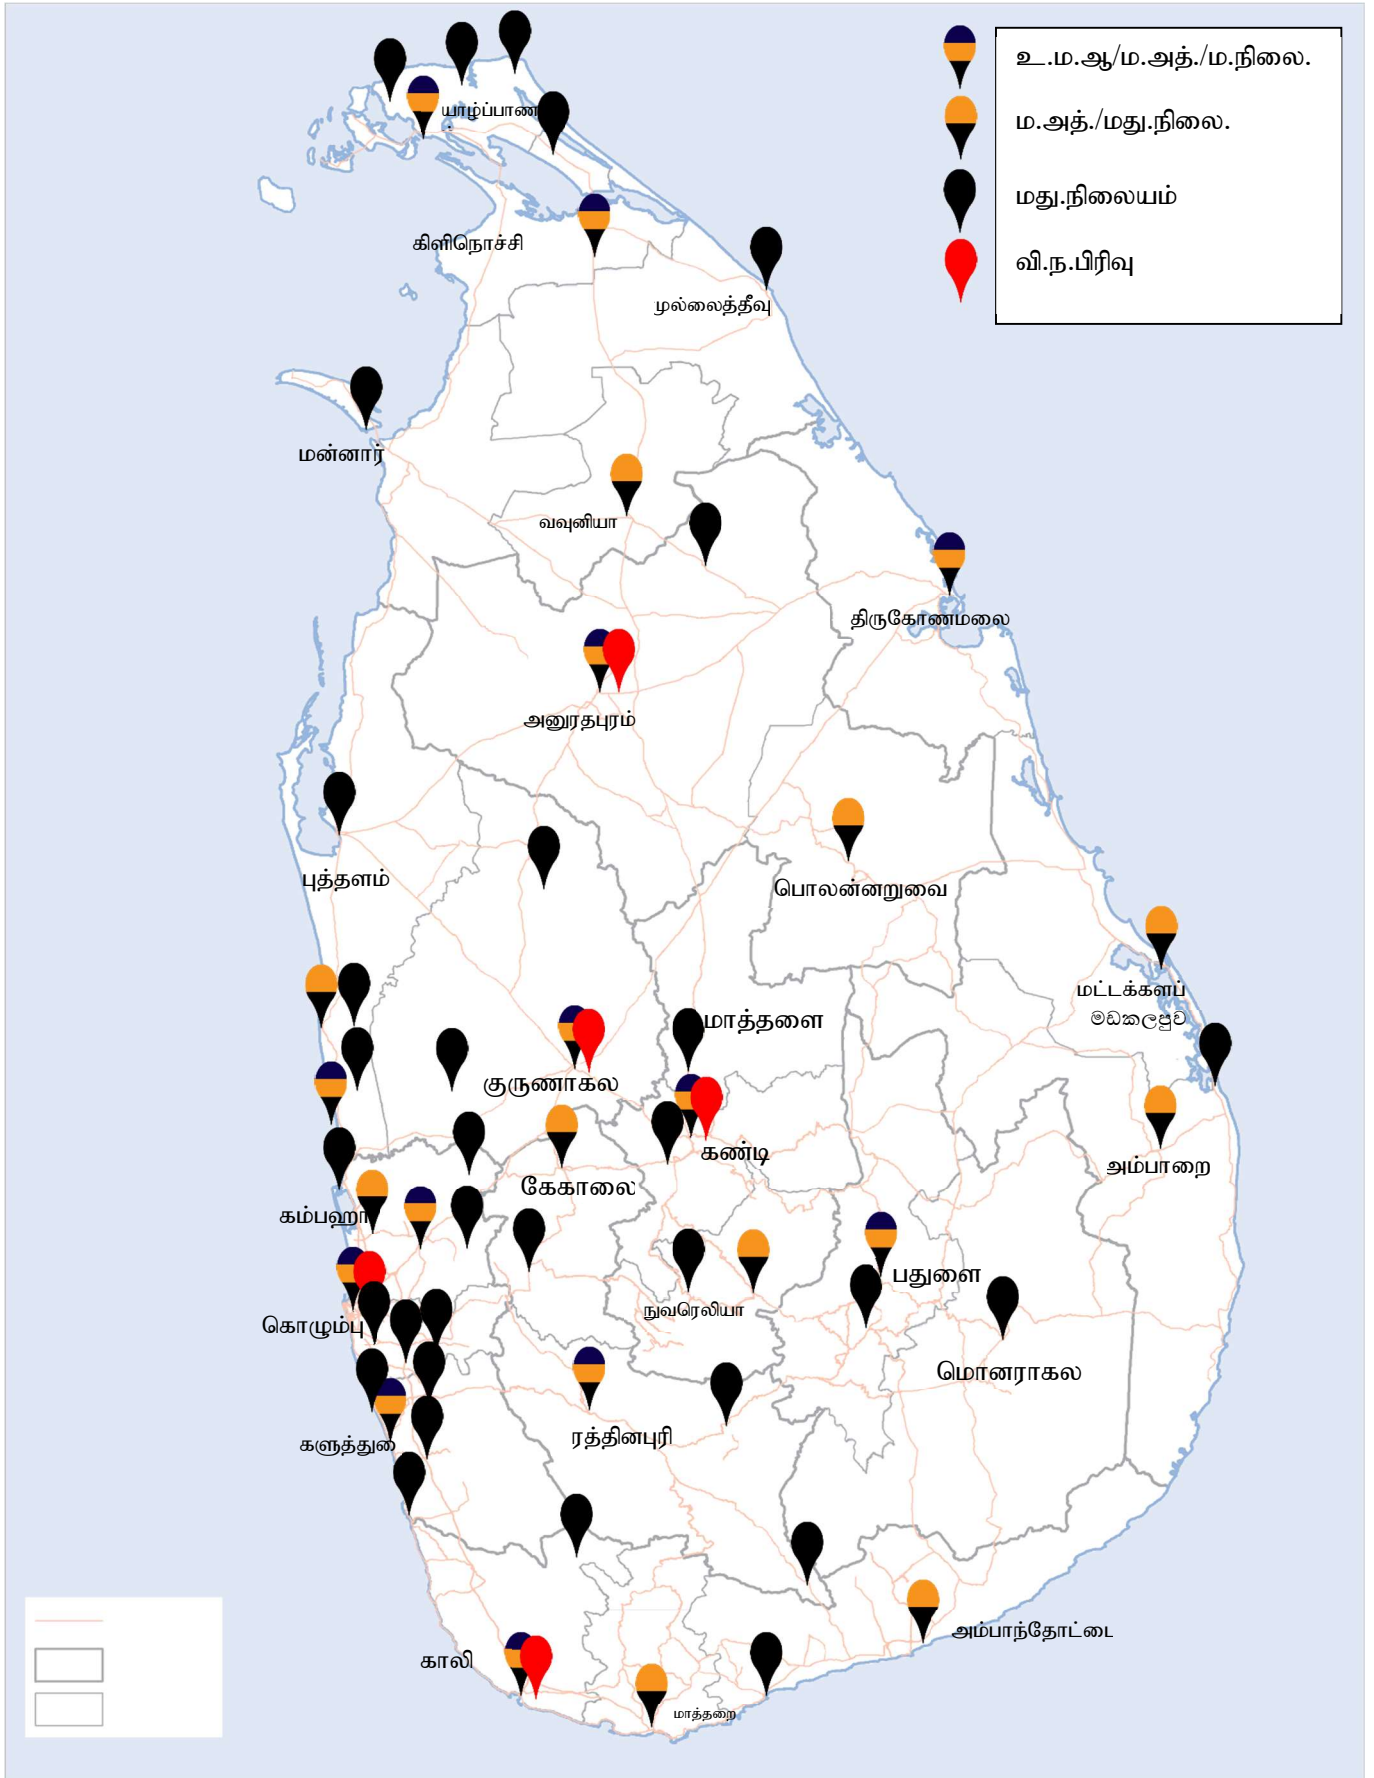 உ.ம.ஆ/ம.அத்./ம.நிலை.
ம.அத்./மது.நிலை.
மது.நிலையம்
வி.ந.பிரிவு
யாழ்ப்பாண
கிளிநொச்சி
முல்லைத்தீவு
மன்னார்
வவுனியா
திருகோணமலை
அனுரதபுரம்
புத்தளம்
பொலன்னறுவை
மட்டக்களப்
மாத்தளை
குருணாகல
கண்டி
அம்பாறை
கேகாலை
கம்பஹா
பதுளை
நுவரெலியா
கொழும்பு
மொனராகல
ரத்தினபுரி
களுத்துறை
அம்பாந்தோட்டை
காலி
மாத்தறை